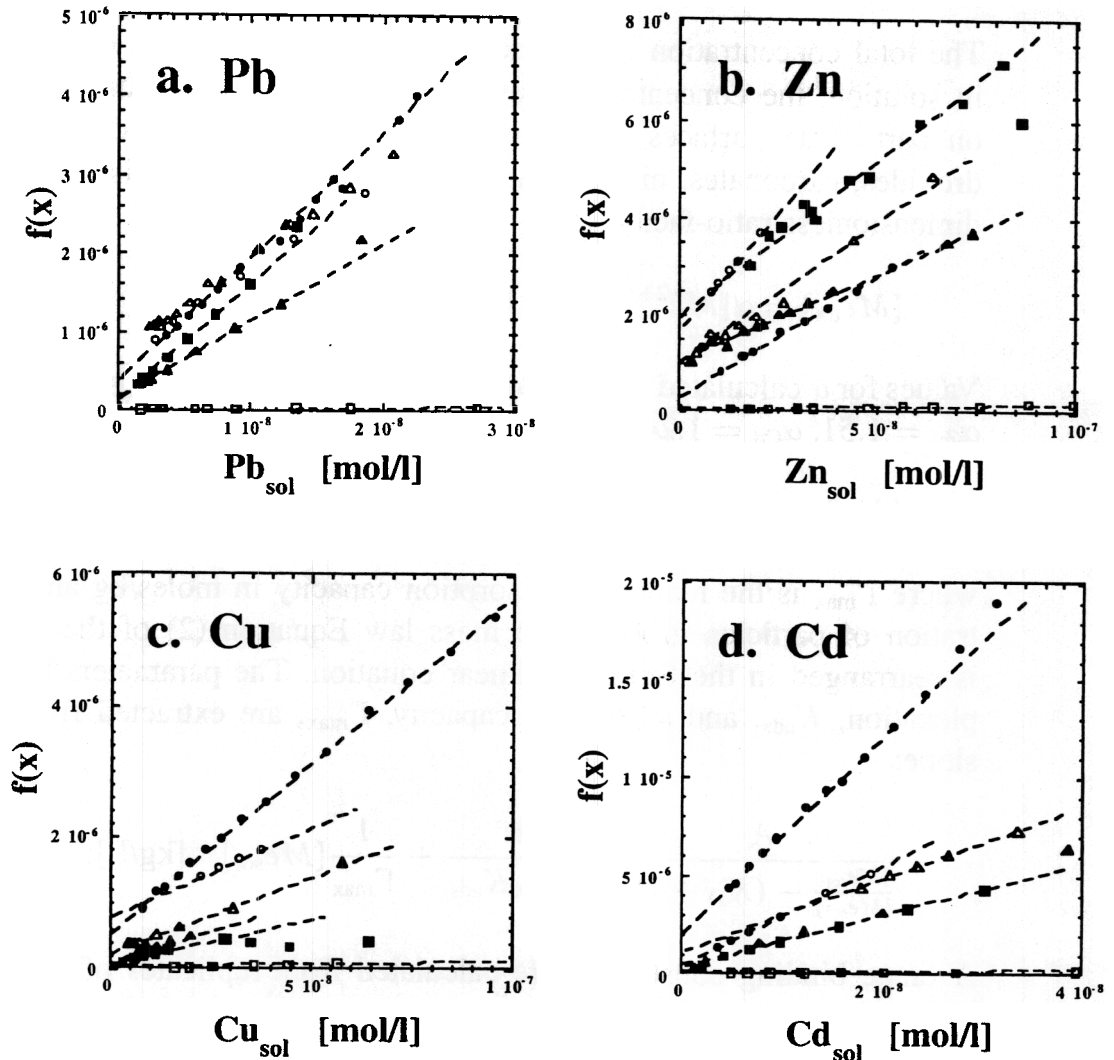 5 10⁻⁶
4 10⁻⁶
3 10⁻⁶
2 10⁻⁶
1 10⁻⁶
0
f(x)
a. Pb
0
1 10⁻⁸
2 10⁻⁸
3 10⁻⁸
Pb_sol [mol/l]
8 10⁻⁶
6 10⁻⁶
4 10⁻⁶
2 10⁻⁶
0
f(x)
b. Zn
0
5 10⁻⁸
1 10⁻⁷
Zn_sol [mol/l]
6 10⁻⁶
4 10⁻⁶
2 10⁻⁶
0
f(x)
c. Cu
0
5 10⁻⁸
1 10⁻⁷
Cu_sol [mol/l]
2 10⁻⁵
1.5 10⁻⁵
1 10⁻⁵
5 10⁻⁶
0
f(x)
d. Cd
0
2 10⁻⁸
4 10⁻⁸
Cd_sol [mol/l]